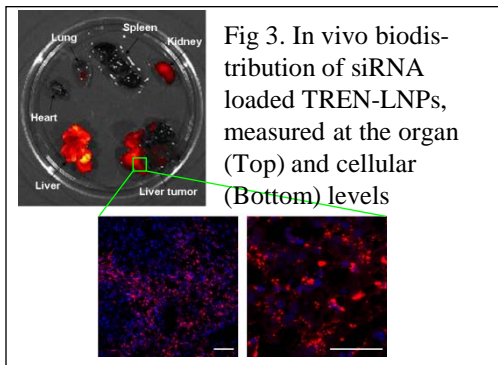 Spleen
Lung
Kidney
Heart
Liver
Liver tumor
Fig 3. In vivo biodis-
tribution of siRNA
loaded TREN-LNPs,
measured at the organ
(Top) and cellular
(Bottom) levels